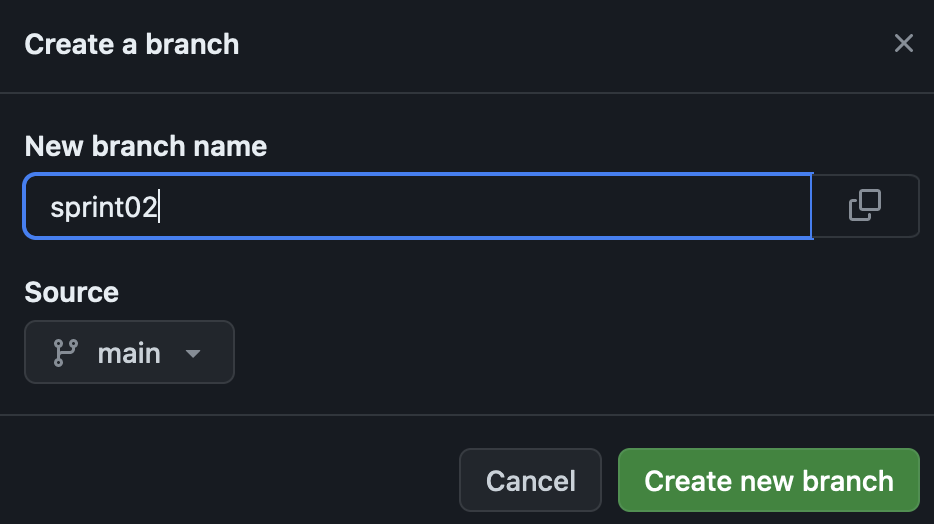 Create a branch
New branch name
sprint02
Source
main
Cancel
Create new branch